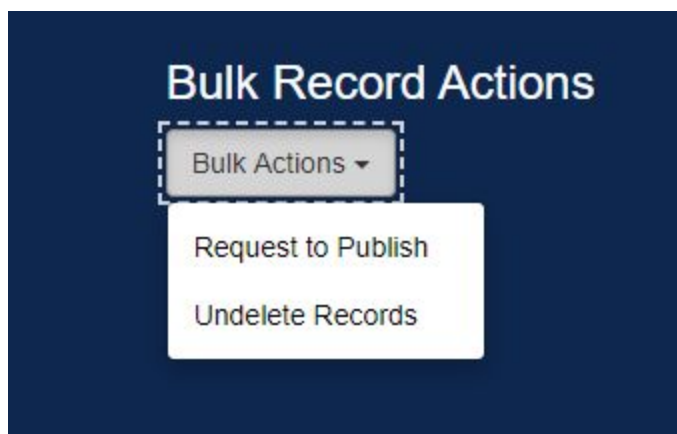 Bulk Record Actions
Bulk Actions
Request to Publish
Undelete Records